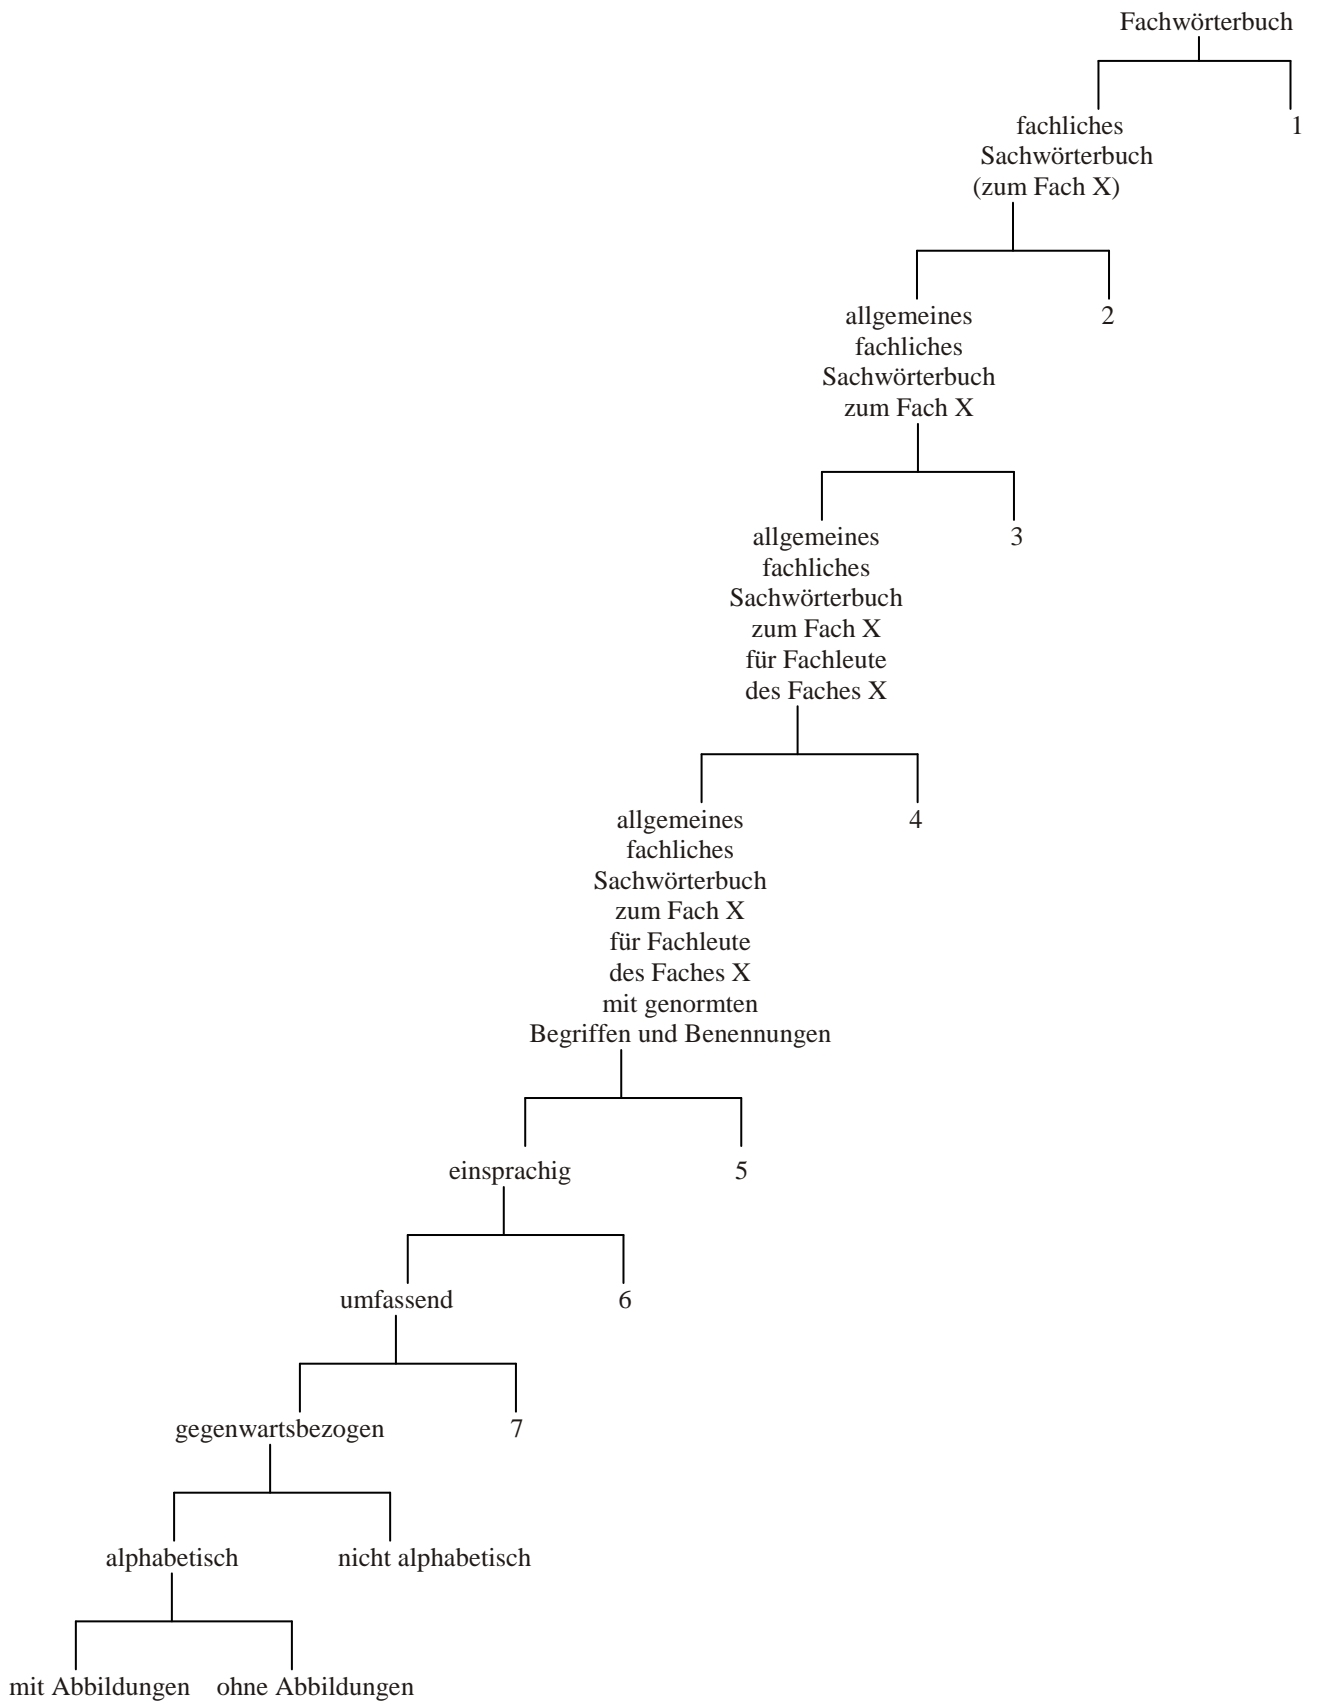 Fachwörterbuch
fachliches
Sachwörterbuch
(zum Fach X)
1
allgemeines
fachliches
Sachwörterbuch
zum Fach X
2
allgemeines
fachliches
Sachwörterbuch
zum Fach X
für Fachleute
des Faches X
3
allgemeines
fachliches
Sachwörterbuch
zum Fach X
für Fachleute
des Faches X
mit genormten
Begriffen und Benennungen
4
einsprachig
5
umfassend
6
gegenwartsbezogen
7
alphabetisch
nicht alphabetisch
mit Abbildungen
ohne Abbildungen